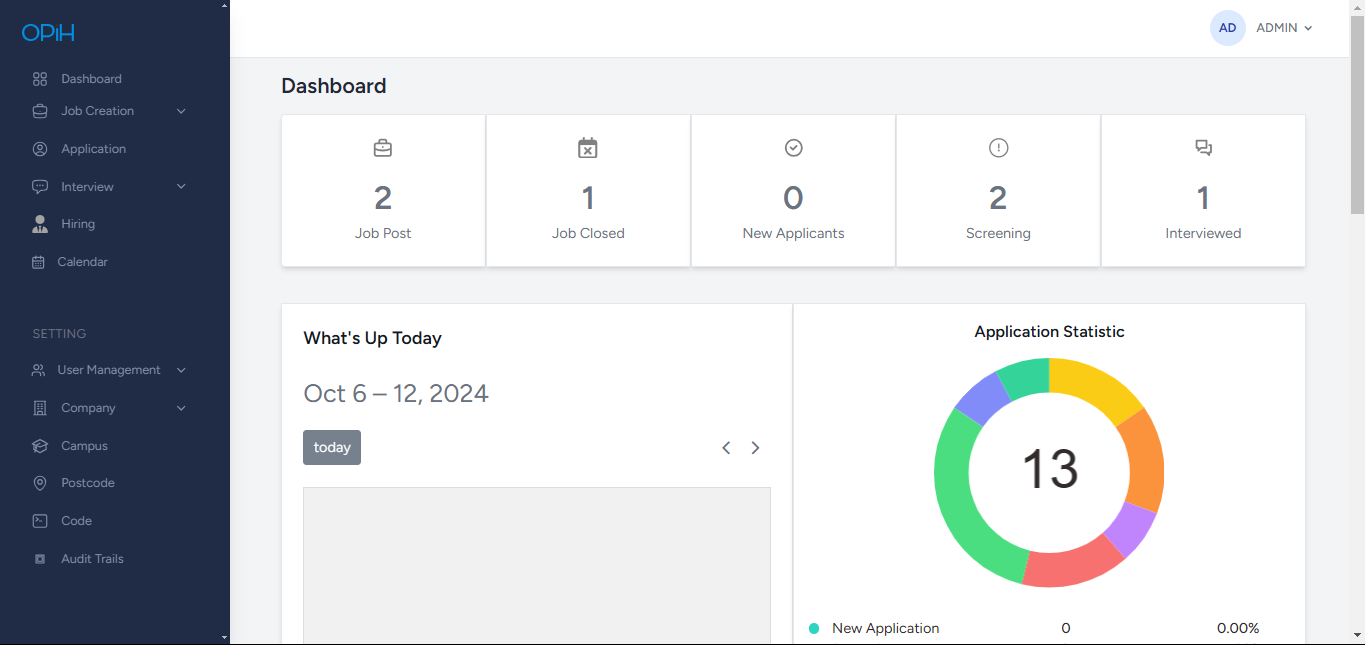 OPiH
AD ADMIN
Dashboard
Job Creation
Application
Interview
Hiring
Calendar
SETTING
User Management
Company
Campus
Postcode
Code
Audit Trails
Dashboard
2
Job Post
1
Job Closed
0
New Applicants
2
Screening
1
Interviewed
What's Up Today
Oct 6 – 12, 2024
today
Application Statistic
13
New Application 0 0.00%